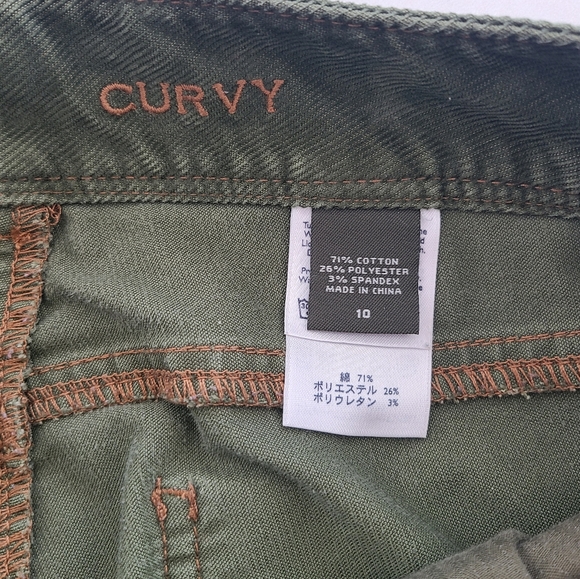 CURVY
71% COTTON
26% POLYESTER
3% SPANDEX
MADE IN CHINA
10
綿 71%
ポリエステル 26%
ポリウレタン 3%